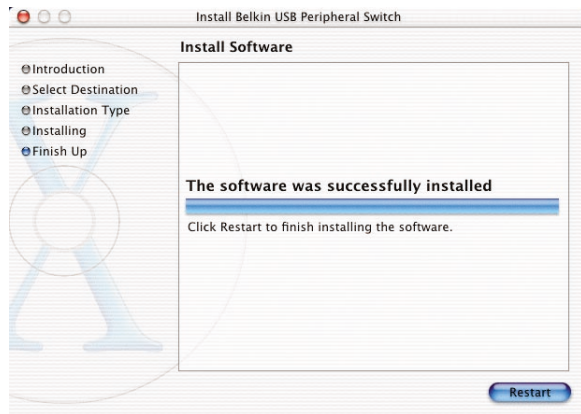 Install Belkin USB Peripheral Switch
Install Software
Introduction
Select Destination
Installation Type
Installing
Finish Up
The software was successfully installed
Click Restart to finish installing the software.
Restart